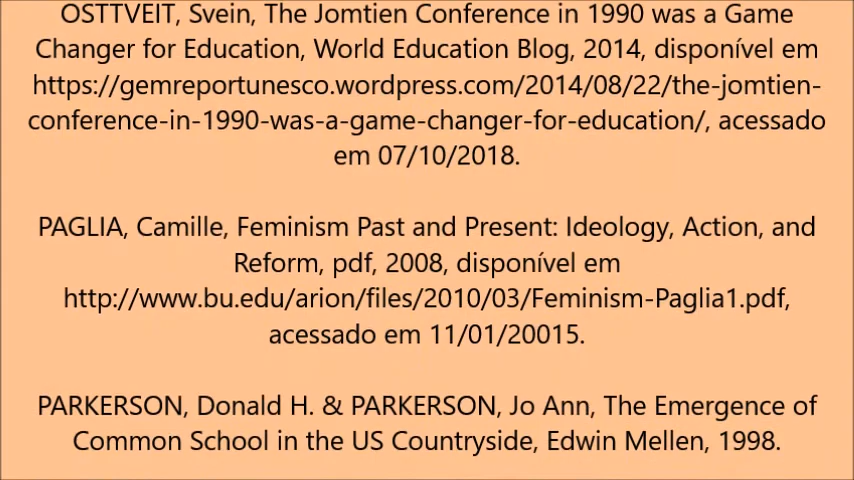 OSTTVEIT, Svein, The Jomtien Conference in 1990 was a Game
Changer for Education, World Education Blog, 2014, disponível em
https://gemreportunesco.wordpress.com/2014/08/22/the-jomtien-
conference-in-1990-was-a-game-changer-for-education/, acessado
em 07/10/2018.
PAGLIA, Camille, Feminism Past and Present: Ideology, Action, and
Reform, pdf, 2008, disponível em
http://www.bu.edu/arion/files/2010/03/Feminism-Paglia1.pdf,
acessado em 11/01/20015.
PARKERSON, Donald H. & PARKERSON, Jo Ann, The Emergence of
Common School in the US Countryside, Edwin Mellen, 1998.